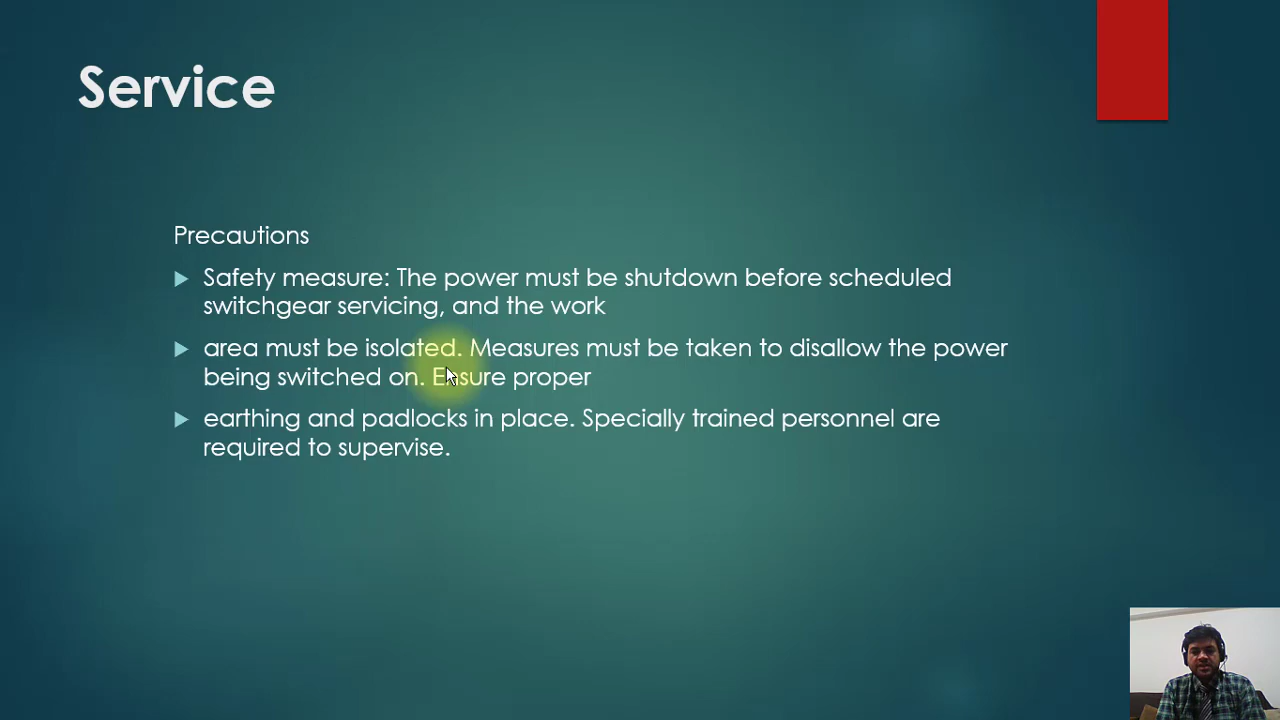 Service
Precautions
Safety measure: The power must be shutdown before scheduled
switchgear servicing, and the work
area must be isolated. Measures must be taken to disallow the power
being switched on. Ensure proper
earthing and padlocks in place. Specially trained personnel are
required to supervise.